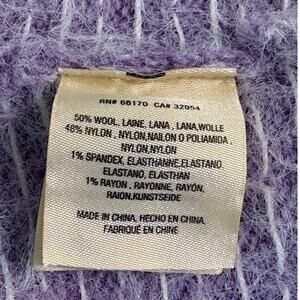 RN# 66170 CA# 32054
50% WOOL, LAINE, LANA , LANA,WOLLE
48% NYLON , NYLON,NAILON O POLIAMIDA ,
NYLON,NYLON
1% SPANDEX, ELASTHANNE,ELASTANO,
ELASTANO, ELASTHAN
1% RAYON , RAYONNE, RAYÓN,
RAION,KUNSTSEIDE
MADE IN CHINA, HECHO EN CHINA,
FABRIQUÉ EN CHINE